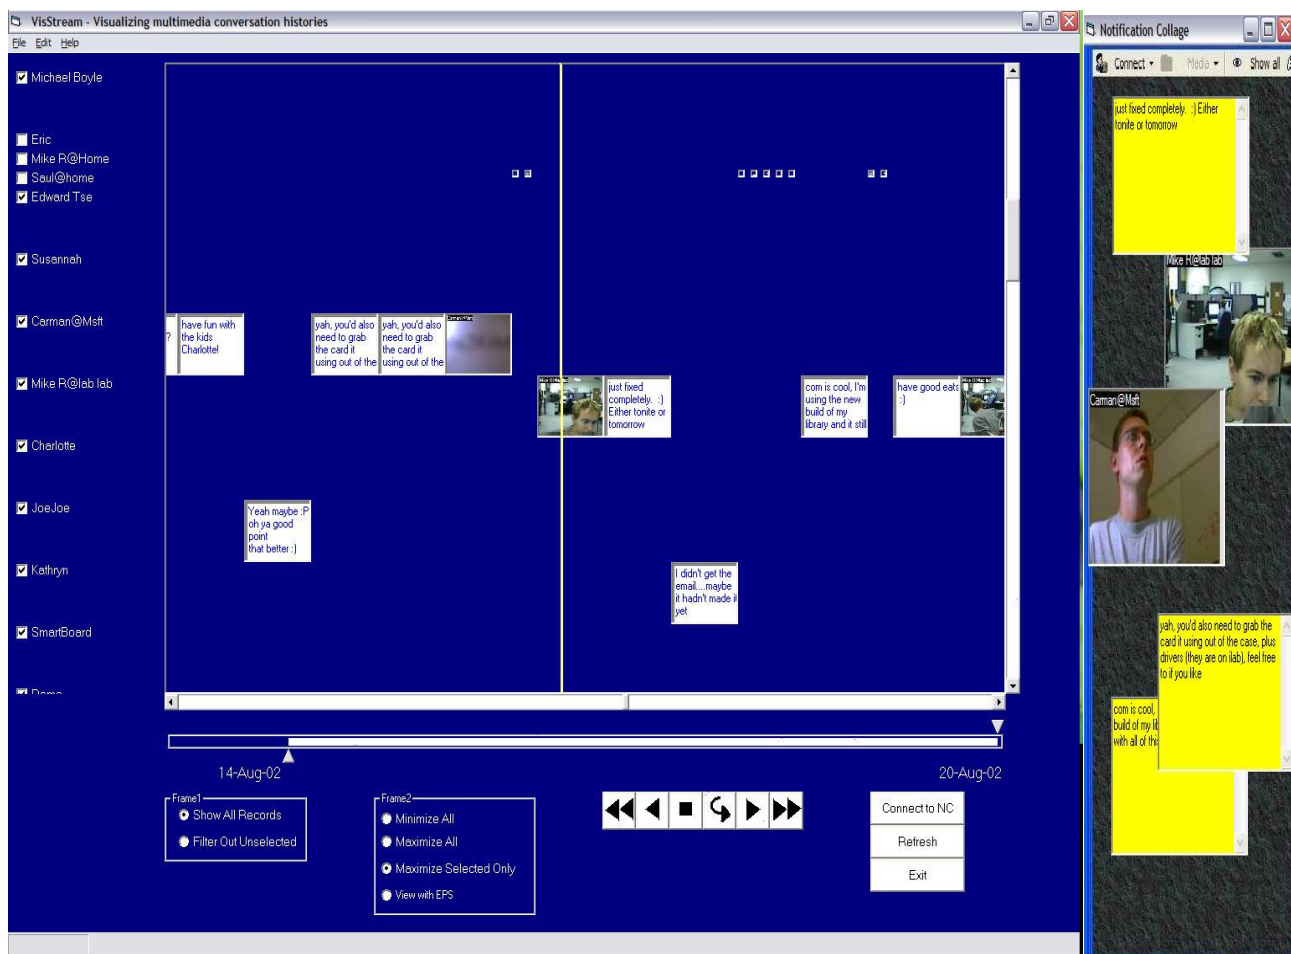 VisStream - Visualizing multimedia conversation histories
File Edit Help
Michael Boyle
Eric
Mike R@Home
Saul@home
Edward Tse
Susannah
Carman@Msft
Mike R@lab lab
Charlotte
JoeJoe
Kathryn
SmartBoard
?
have fun with
the kids
Charlotte!
yah, you'd also
need to grab
the card it
using out of the
yah, you'd also
need to grab
the card it
using out of the
Carman@Msft
just fixed
completely. :) Either tonite or
tomorrow
com is cool, I'm
using the new
build of my
library and it still
have good eats
:)
Yeah maybe :P
oh ya good
point
that better :)
I didn't get the
email....maybe
it hadn't made it
yet
14-Aug-02
20-Aug-02
Frame1
Show All Records
Filter Out Unselected
Frame2
Minimize All
Maximize All
Maximize Selected Only
View with EPS
Connect to NC
Refresh
Exit
Notification Collage
Connect Media Show all
just fixed completely. :) Either
tonite or tomorrow
Mike R@lab lab
Carman@Msft
yah, you'd also need to grab the
card it using out of the case, plus
drivers (they are on ilab), feel free
to if you like
com is cool,
build of my lib
with all of this